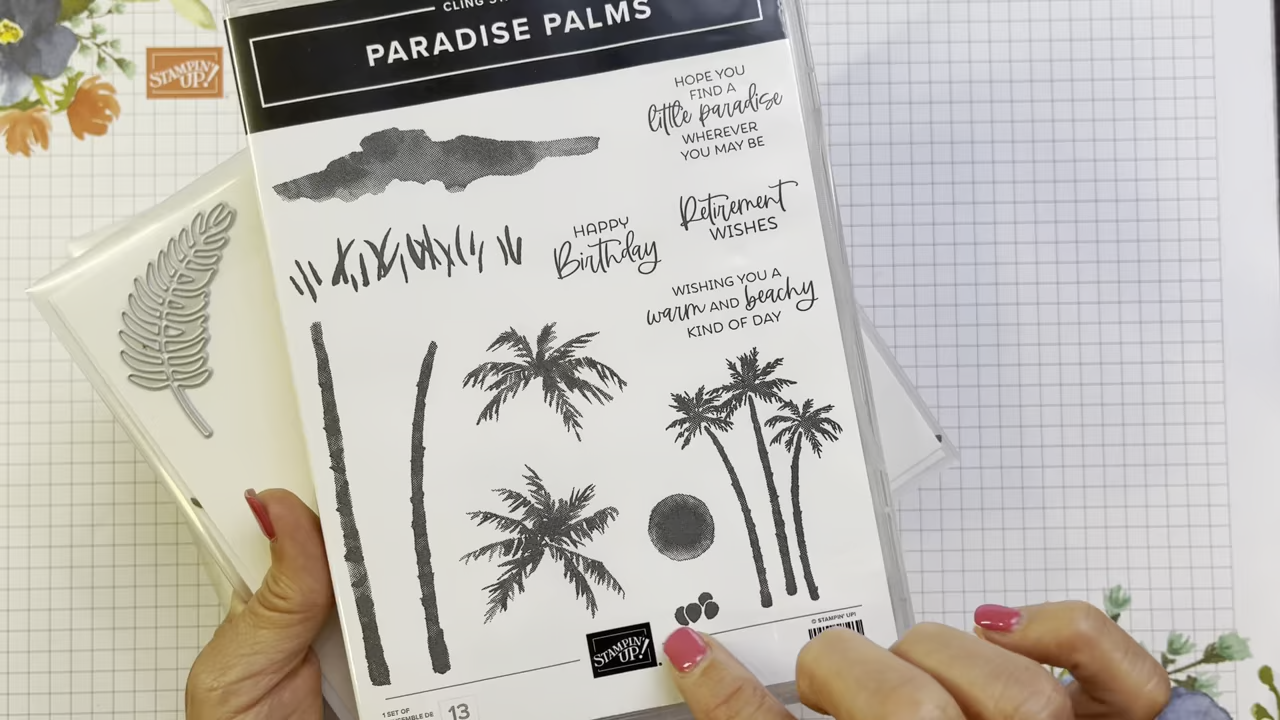 CLING
PARADISE PALMS
STAMPIN'
UP!
HOPE YOU
FIND A
little paradise
WHEREVER
YOU MAY BE
Retirement
WISHES
HAPPY
Birthday
WISHING YOU A
warm AND beachy
KIND OF DAY
© STAMPIN' UP!
STAMPIN'
UP!
1 SET OF
13